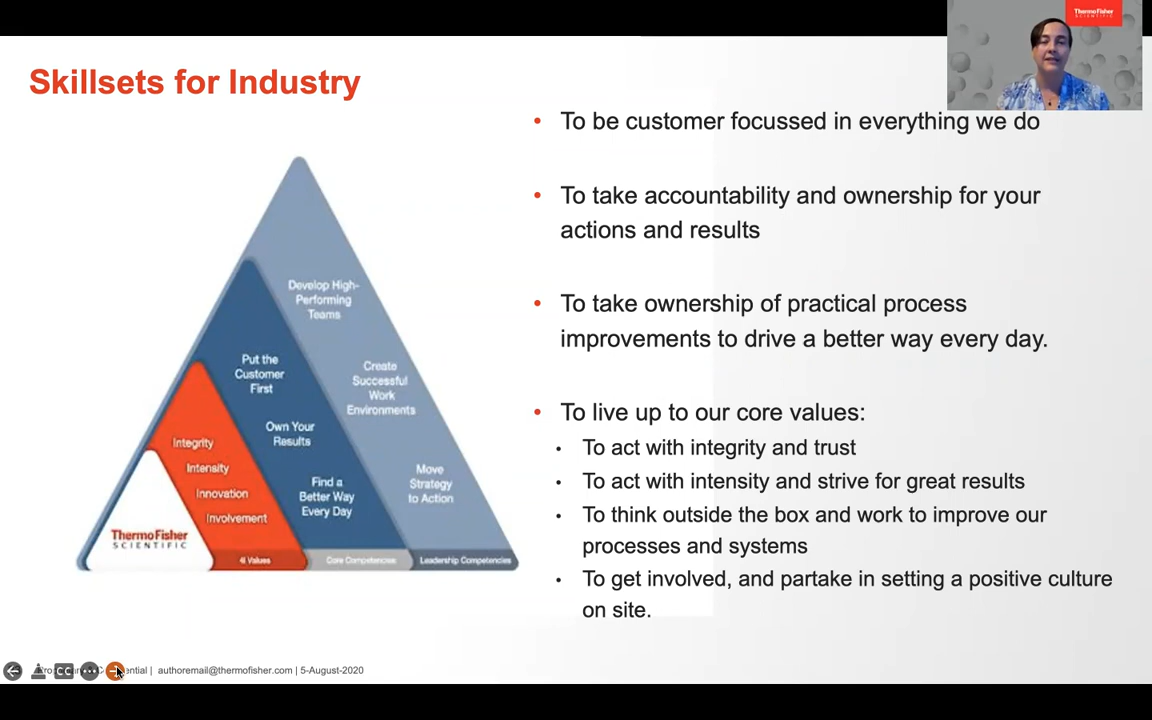 ThermoFisher
SCIENTIFIC
Skillsets for Industry
• To be customer focussed in everything we do
• To take accountability and ownership for your
actions and results
• To take ownership of practical process
improvements to drive a better way every day.
• To live up to our core values:
• To act with integrity and trust
• To act with intensity and strive for great results
• To think outside the box and work to improve our
processes and systems
• To get involved, and partake in setting a positive culture
on site.
Develop High-
Performing
Teams
Create
Successful
Work
Environments
Move
Strategy
to Action
Put the
Customer
First
Own Your
Results
Find a
Better Way
Every Day
Integrity
Intensity
Innovation
Involvement
ThermoFisher
SCIENTIFIC
4i Values
Core Competencies
Leadership Competencies
CC
| authoremail@thermofisher.com | 5-August-2020